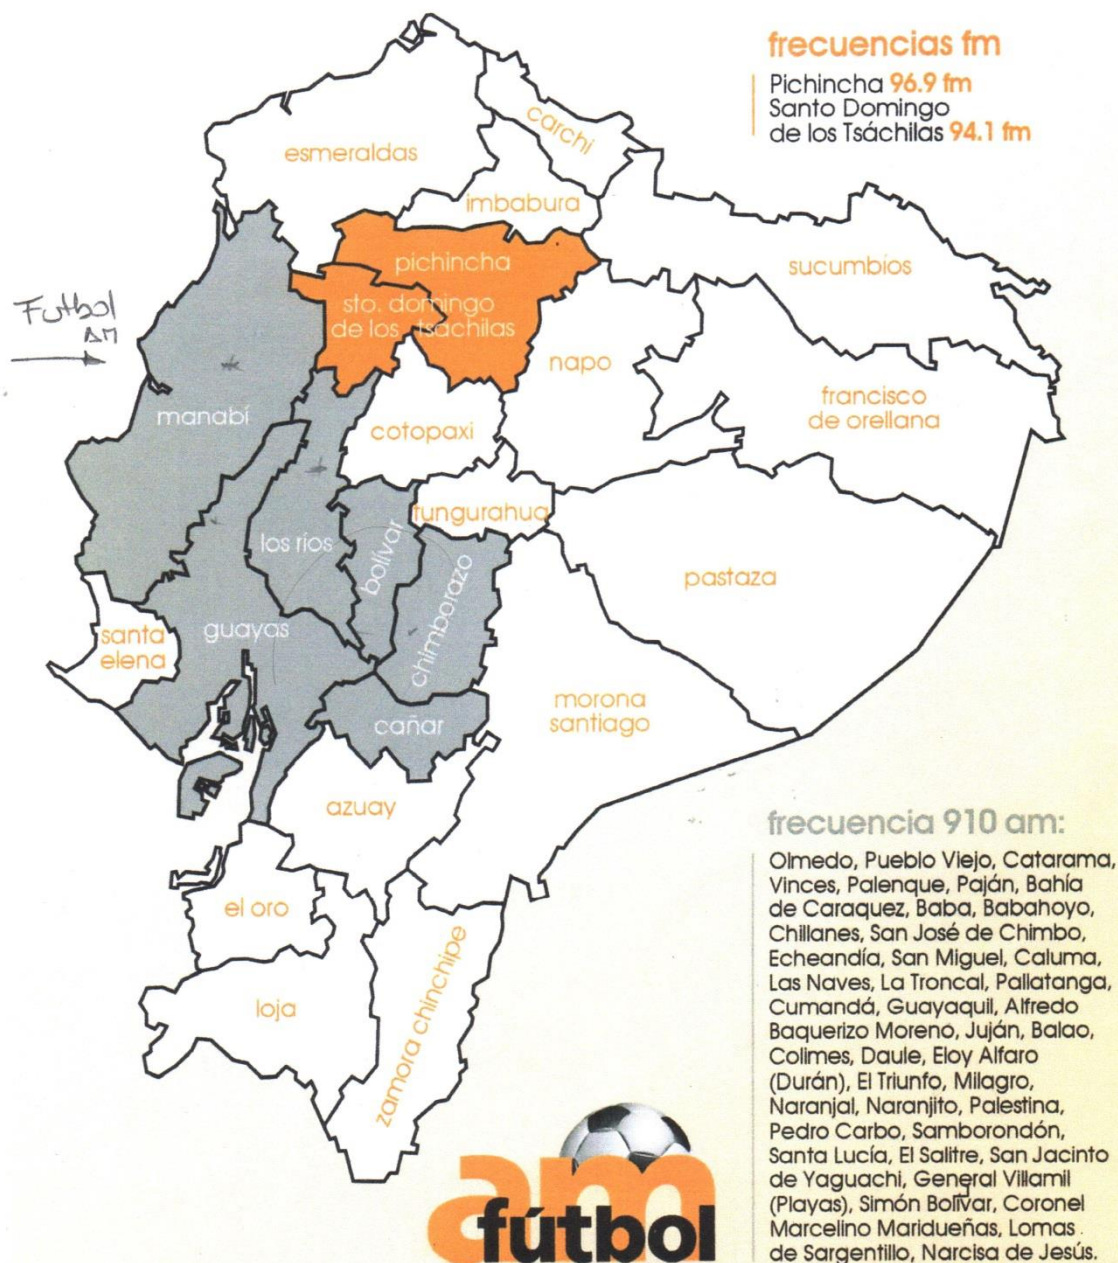 frecuencias fm
Pichincha 96.9 fm
Santo Domingo
de los Tsáchilas 94.1 fm
carchi
esmeraldas
imbabura
pichincha
sucumbios
sto. domingo
de los tsáchilas
Futbol
AM
napo
francisco
de orellana
manabí
cotopaxi
tungurahua
los ríos
bolívar
chimborazo
pastaza
santa
elena
guayas
morona
santiago
cañar
azuay
el oro
loja
zamora chinchipe
frecuencia 910 am:
Olmedo, Pueblo Viejo, Catarama,
Vinces, Palenque, Paján, Bahía
de Caraquez, Baba, Babahoyo,
Chillanes, San José de Chimbo,
Echeandía, San Miguel, Caluma,
Las Naves, La Troncal, Pallatanga,
Cumandá, Guayaquil, Alfredo
Baquerizo Moreno, Juján, Balao,
Colimes, Daule, Eloy Alfaro
(Durán), El Triunfo, Milagro,
Naranjal, Naranjito, Palestina,
Pedro Carbo, Samborondón,
Santa Lucía, El Salitre, San Jacinto
de Yaguachi, General Villamil
(Playas), Simón Bolívar, Coronel
Marcelino Maridueñas, Lomas
de Sargentillo, Narcisa de Jesús.
am
fútbol